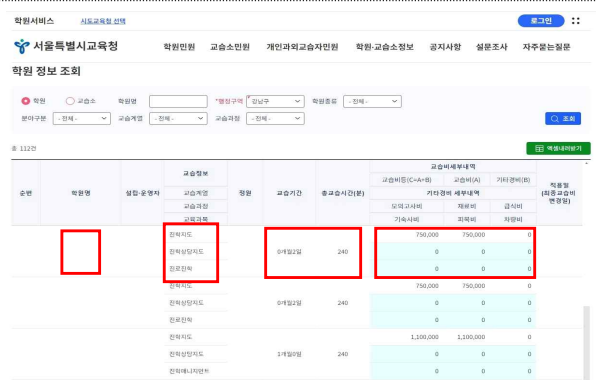 학원서비스 시도교육청 선택 로그인
서울특별시교육청 학원민원 교습소민원 개인과외교습자민원 학원·교습소정보 공지사항 설문조사 자주묻는질문
학원 정보 조회
학원 교습소 학원명 *행정구역 강남구 학원종류 -전체-
분야구분 -전체- 교습계열 -전체- 교습과정 -전체- 조회
총 112건 엑셀내려받기
교습비세부내역
교습정보 교습비등(C=A+B) 교습비(A) 기타경비(B)
순번 학원명 설립·운영자 교습계열 정원 교습기간 총교습시간(분) 기타경비 세부내역 적용일
(최종교습비
변경일)
교습과정 모의고사비 재료비 급식비
교육과목 기숙사비 피복비 차량비
진학지도 750,000 750,000 0
진학상담지도 0개월2일 240 0 0 0
진로진학 0 0 0
진학지도 750,000 750,000 0
진학상담지도 0개월2일 240 0 0 0
진로진학 0 0 0
진학지도 1,100,000 1,100,000 0
진학상담지도 1개월0일 240 0 0 0
진학매니지먼트 0 0 0